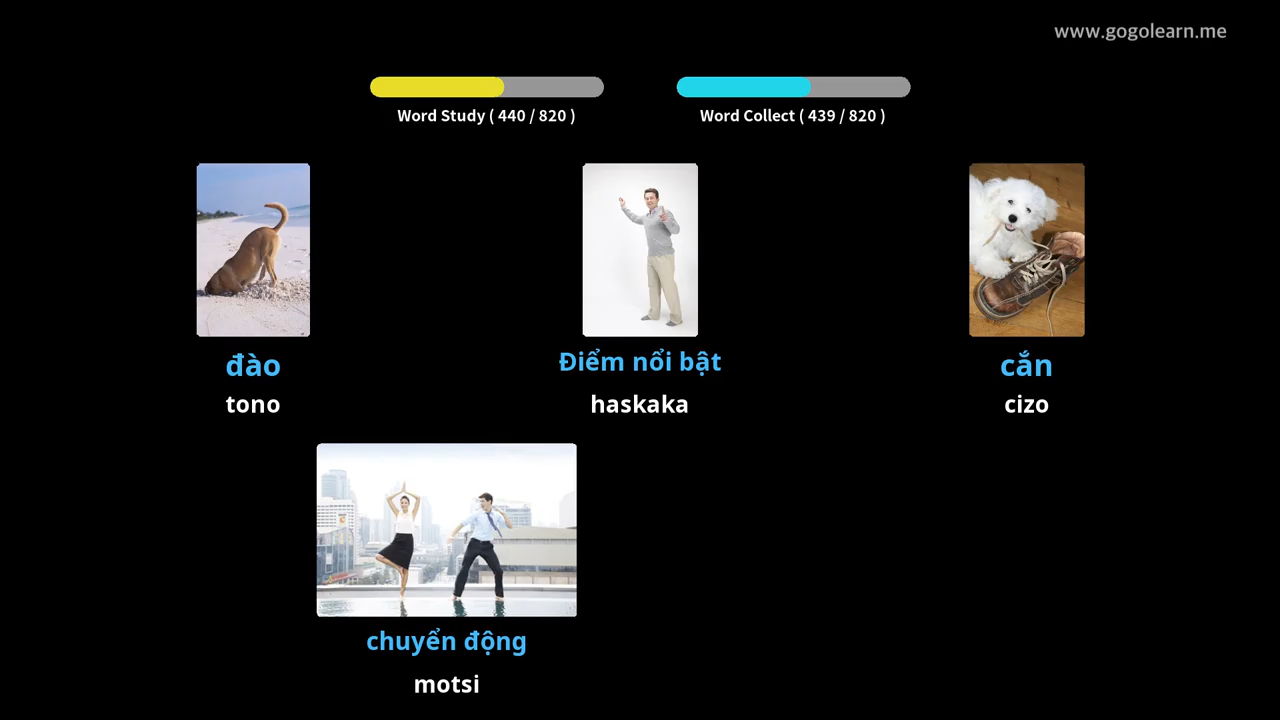 www.gogolearn.me
Word Study ( 440 / 820 )
Word Collect ( 439 / 820 )
đào
Điểm nổi bật
cắn
tono
haskaka
cizo
chuyển động
motsi